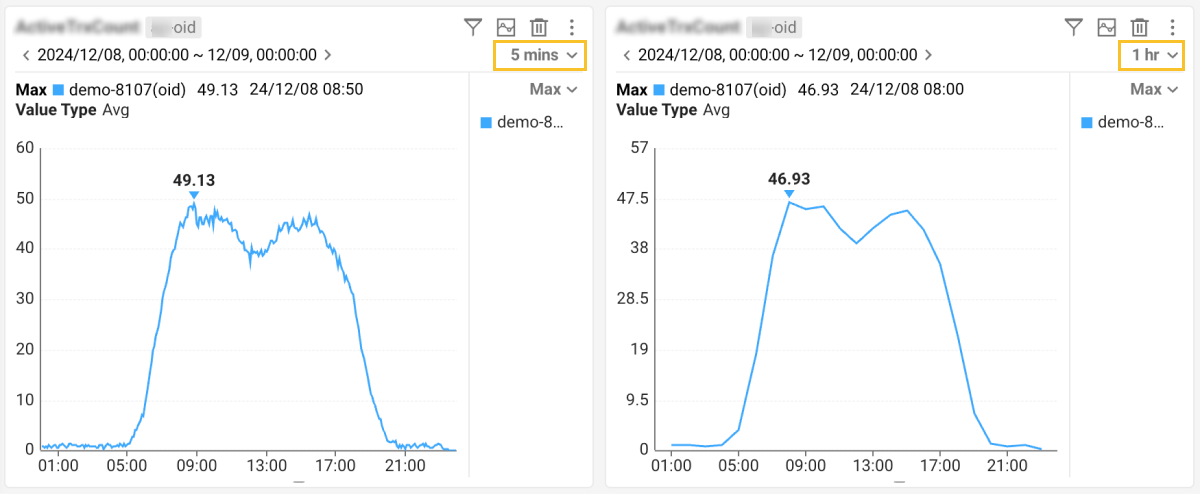 -oid
2024/12/08, 00:00:00 ~ 12/09, 00:00:00
5 mins
Max demo-8107(oid) 49.13 24/12/08 08:50
Value Type Avg
Max
demo-8...
60
50
40
30
20
10
0
49.13
01:00 05:00 09:00 13:00 17:00 21:00
-oid
2024/12/08, 00:00:00 ~ 12/09, 00:00:00
1 hr
Max demo-8107(oid) 46.93 24/12/08 08:00
Value Type Avg
Max
demo-8...
57
47.5
38
28.5
19
9.5
0
46.93
01:00 05:00 09:00 13:00 17:00 21:00